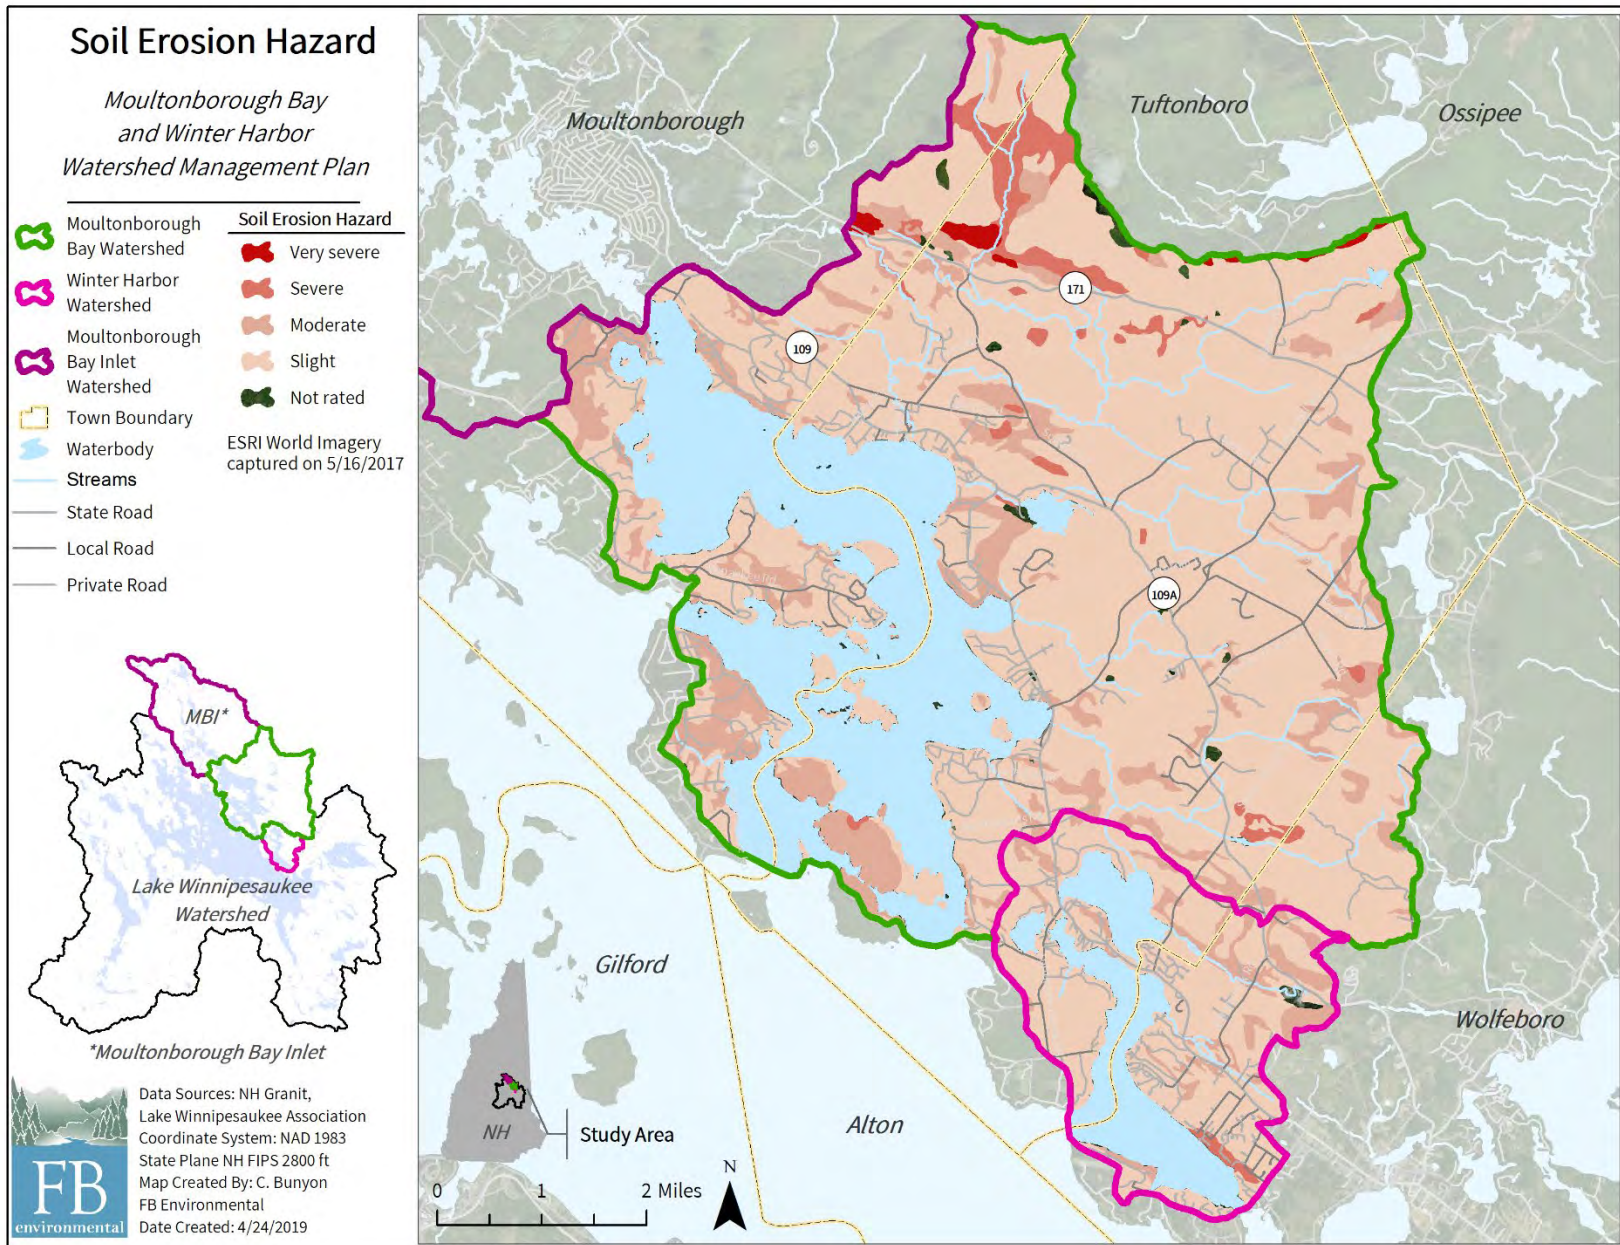 Soil Erosion Hazard
Moultonborough Bay
and Winter Harbor
Watershed Management Plan
Moultonborough
Bay Watershed
Winter Harbor
Watershed
Moultonborough
Bay Inlet
Watershed
Town Boundary
Waterbody
Streams
State Road
Local Road
Private Road
Soil Erosion Hazard
Very severe
Severe
Moderate
Slight
Not rated
ESRI World Imagery
captured on 5/16/2017
MBI*
Lake Winnipesaukee
Watershed
*Moultonborough Bay Inlet
FB
environmental
Data Sources: NH Granit,
Lake Winnipesaukee Association
Coordinate System: NAD 1983
State Plane NH FIPS 2800 ft
Map Created By: C. Bunyon
FB Environmental
Date Created: 4/24/2019
Moultonborough
Tuftonboro
Ossipee
171
109
109A
Gilford
Wolfeboro
Alton
NH
Study Area
0 1 2 Miles
N